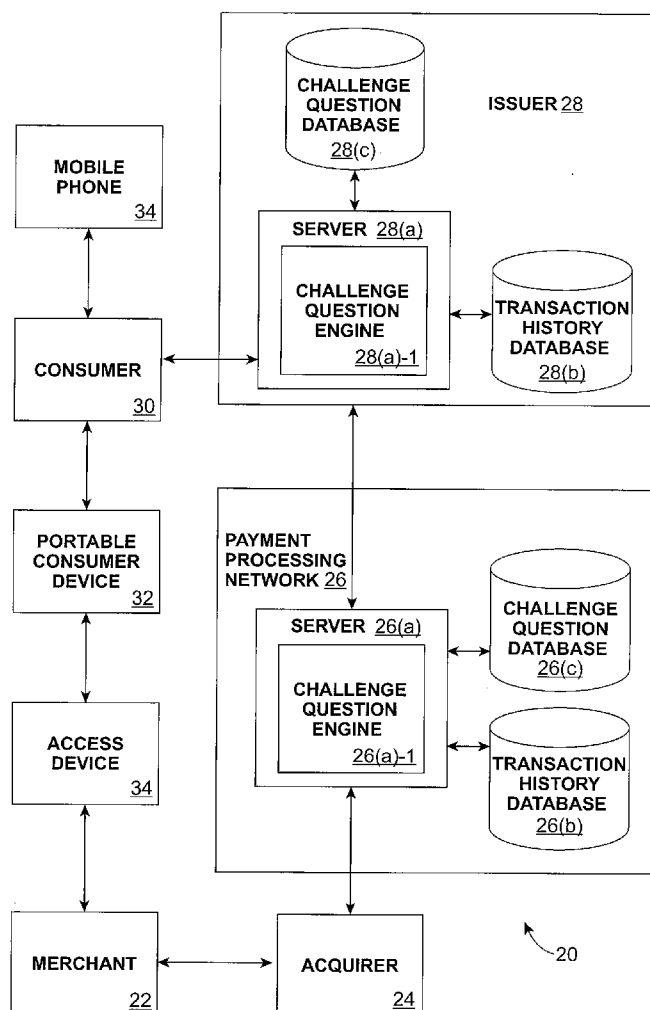 CHALLENGE
QUESTION
DATABASE
28(c)
ISSUER 28
MOBILE
PHONE
34
SERVER 28(a)
CHALLENGE
QUESTION
ENGINE
28(a)-1
TRANSACTION
HISTORY
DATABASE
28(b)
CONSUMER
30
PORTABLE
CONSUMER
DEVICE
32
PAYMENT
PROCESSING
NETWORK 26
SERVER 26(a)
CHALLENGE
QUESTION
ENGINE
26(a)-1
CHALLENGE
QUESTION
DATABASE
26(c)
TRANSACTION
HISTORY
DATABASE
26(b)
ACCESS
DEVICE
34
MERCHANT
22
ACQUIRER
24
20